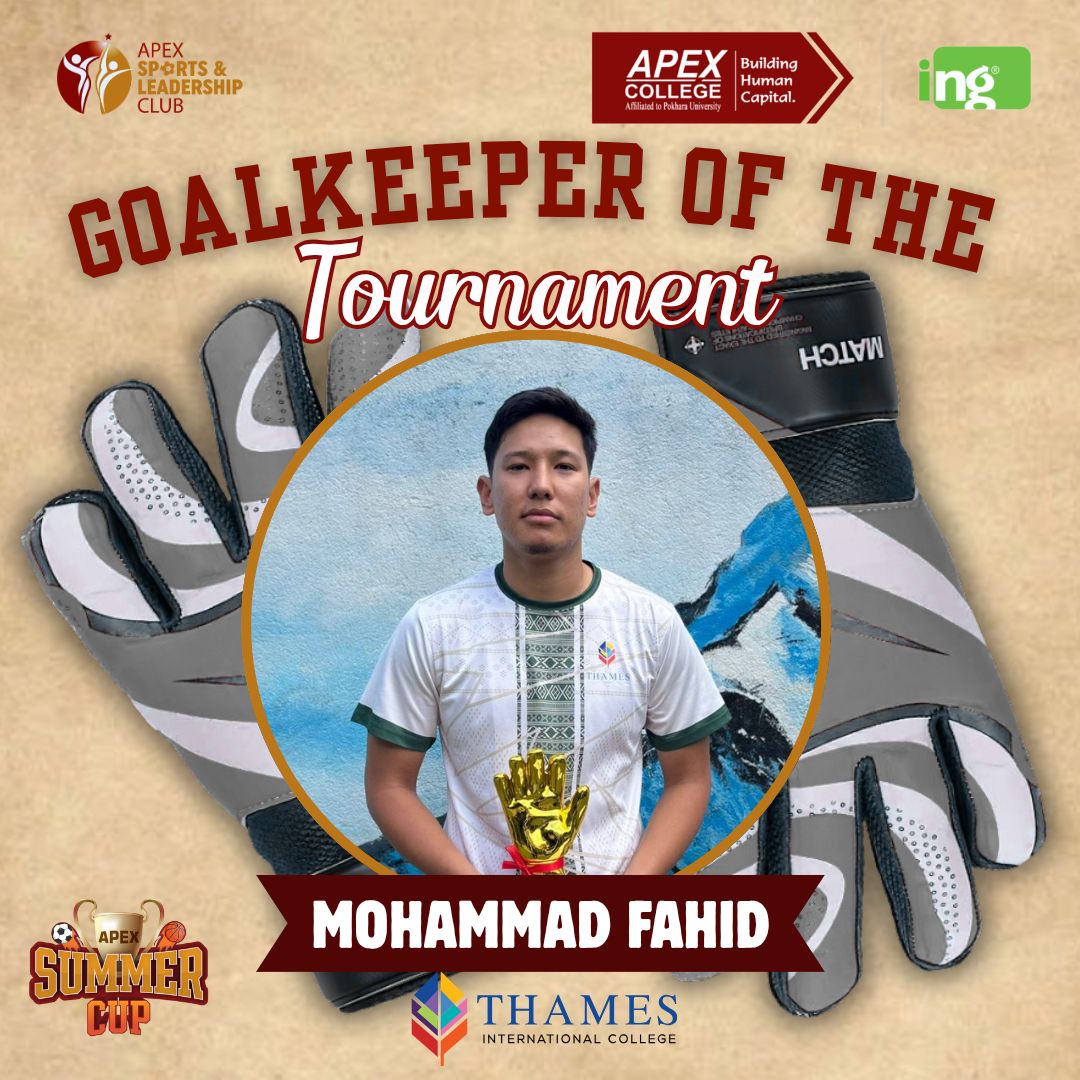 APEX
SPORTS &
LEADERSHIP
CLUB
APEX
COLLEGE
Affiliated to Pokhara University
Building
Human
Capital.
ing®
GOALKEEPER OF THE
Tournament
MATCH
THAMES
MOHAMMAD FAHID
APEX
SUMMER
CUP
THAMES
INTERNATIONAL COLLEGE